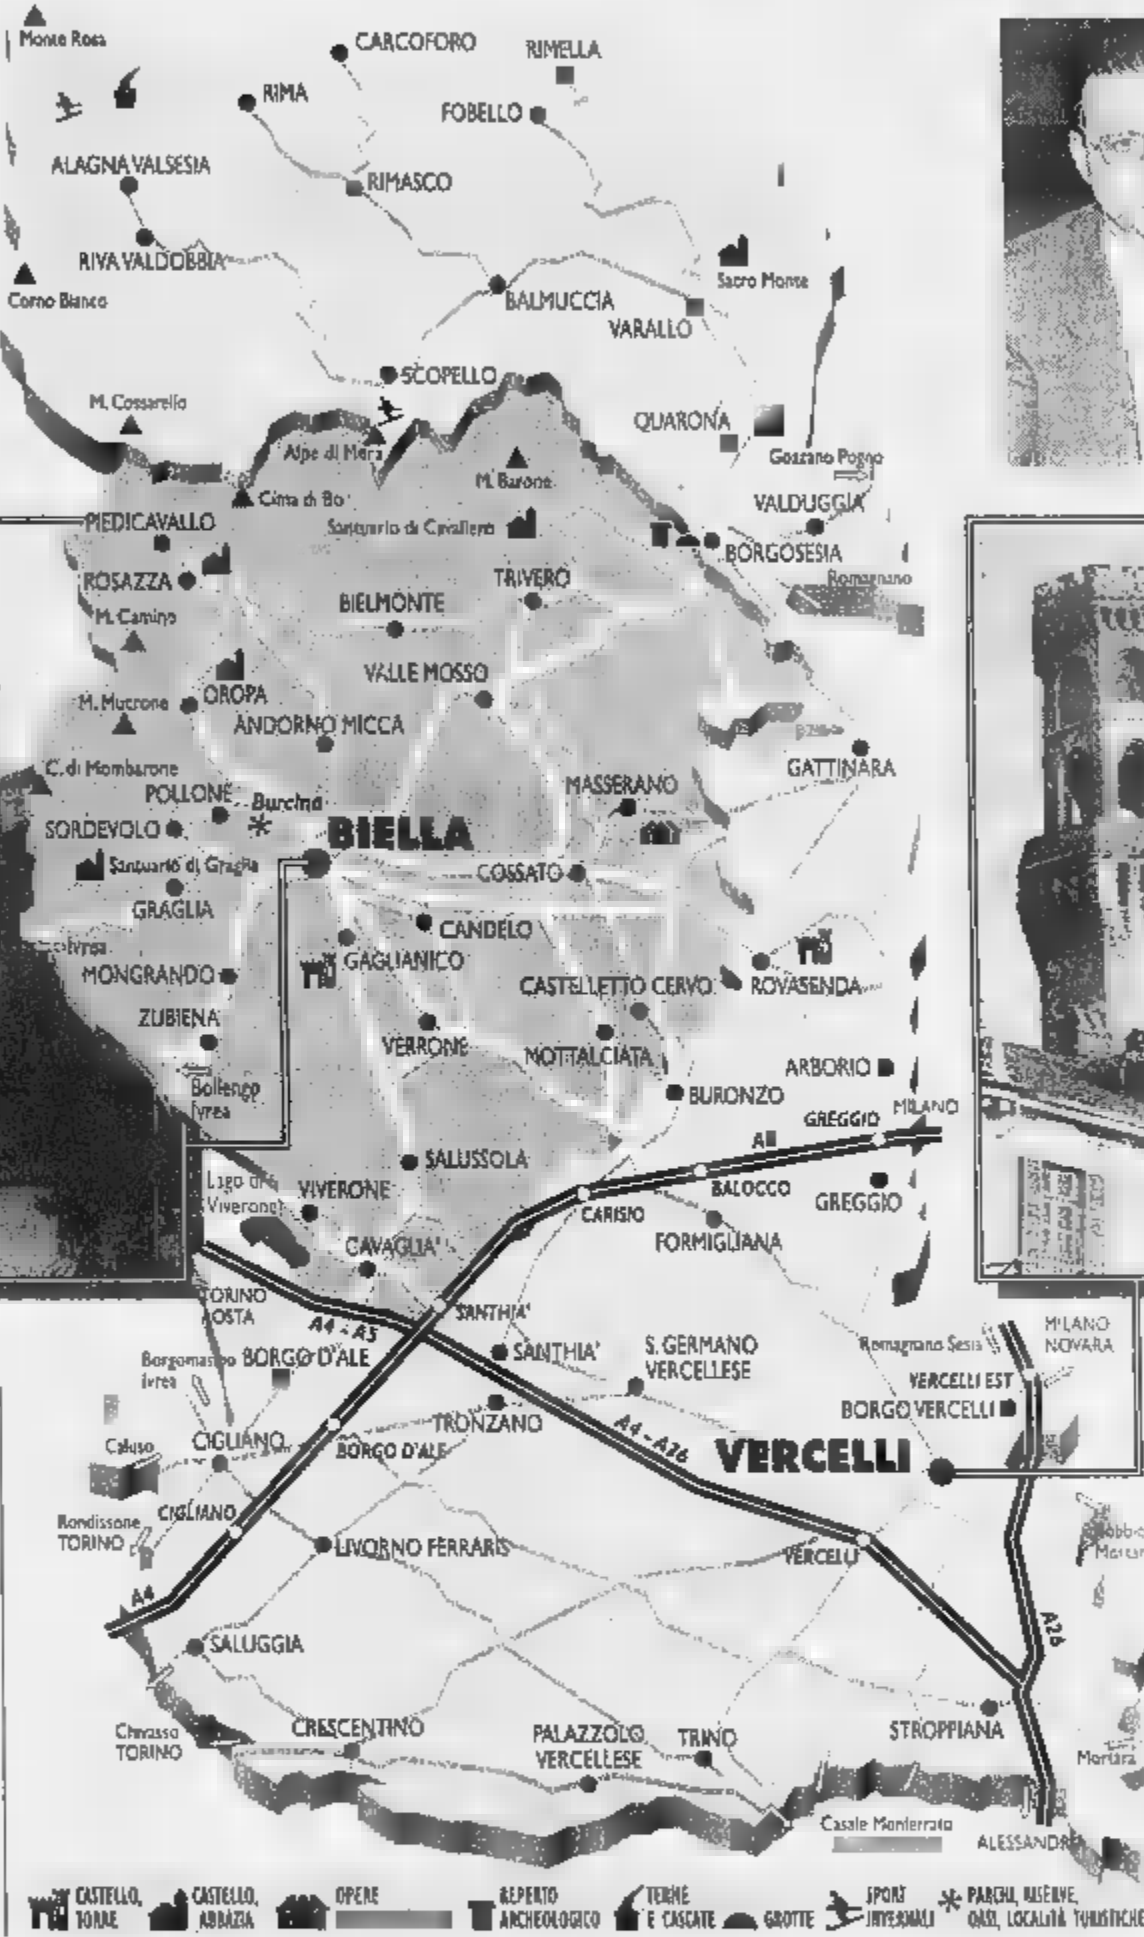 Monte Rosa
CARCOFORO
RIMELLA
RIMA
FOBELLO
ALAGNA VALSESIA
RIMASCO
RIVA VALDOBBIA
Sacro Monte
Corno Bianco
BALMUCCIA
VARALLO
SCOPELLO
M. Cossarello
QUARONA
Alpe di Mera
M. Barone
Gozzano Pogno
Cima di Bo
VALDUGGIA
PIEDICAVALLO
Santuario di Cavallero
BORGOSESIA
ROSAZZA
TRIVERO
Romagnano
BIELMONTE
M. Camino
VALLE MOSSO
OROPA
M. Mucrone
ANDORNO MICCA
GATTINARA
C. di Mombarone
MASSERANO
POLLONE
Burcina
SORDEVOLO
BIELLA
Santuario di Graglia
COSSATO
GRAGLIA
CANDELO
Ivrea
GAGLIANICO
MONGRANDO
CASTELLETTO CERVO
ROVASENDA
ZUBIENA
VERRONE
MOTTALCIATA
ARBORIO
Bollengo
Ivrea
BURONZO
GREGGIO
MILANO
SALUSSOLA
BALOCCO
GREGGIO
Lago di
Viverone
VIVERONE
CARISIO
FORMIGLIANA
CAVAGLIA'
TORINO
AOSTA
SANTHIA'
A4 - A5
MILANO
NOVARA
Romagnano Sesia
BORGO D'ALE
SANTHIA'
S. GERMANO
VERCELLESE
Ivrea
VERCELLI EST
BORGO VERCELLI
TRONZANO
A4 - A26
CIGLIANO
BORGO D'ALE
VERCELLI
Caluso
CIGLIANO
Rondissone
TORINO
LIVORNO FERRARIS
VERCELLI
A4
A26
SALUGGIA
Chivasso
TORINO
CRESCENTINO
PALAZZOLO
VERCELLESE
TRINO
STROPPIANA
Mortara
Casale Monferrato
CASTELLO,
TORRE
CASTELLO,
ABBAZIA
OPERE
REPERTO
ARCHEOLOGICO
TERME
E CASCATE
GROTTE
SPORT
INVERNALI
PARCHI, RISERVE,
OASI, LOCALITÀ TURISTICHE